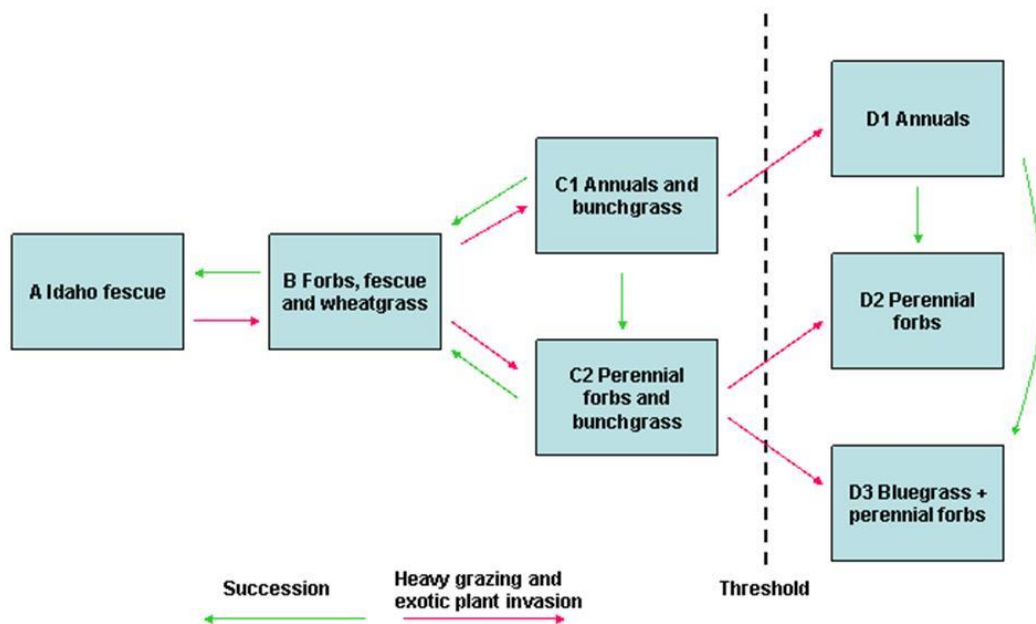 A Idaho fescue
B Forbs, fescue
and wheatgrass
C1 Annuals and
bunchgrass
C2 Perennial
forbs and
bunchgrass
D1 Annuals
D2 Perennial
forbs
D3 Bluegrass +
perennial forbs
Succession
Heavy grazing and
exotic plant invasion
Threshold